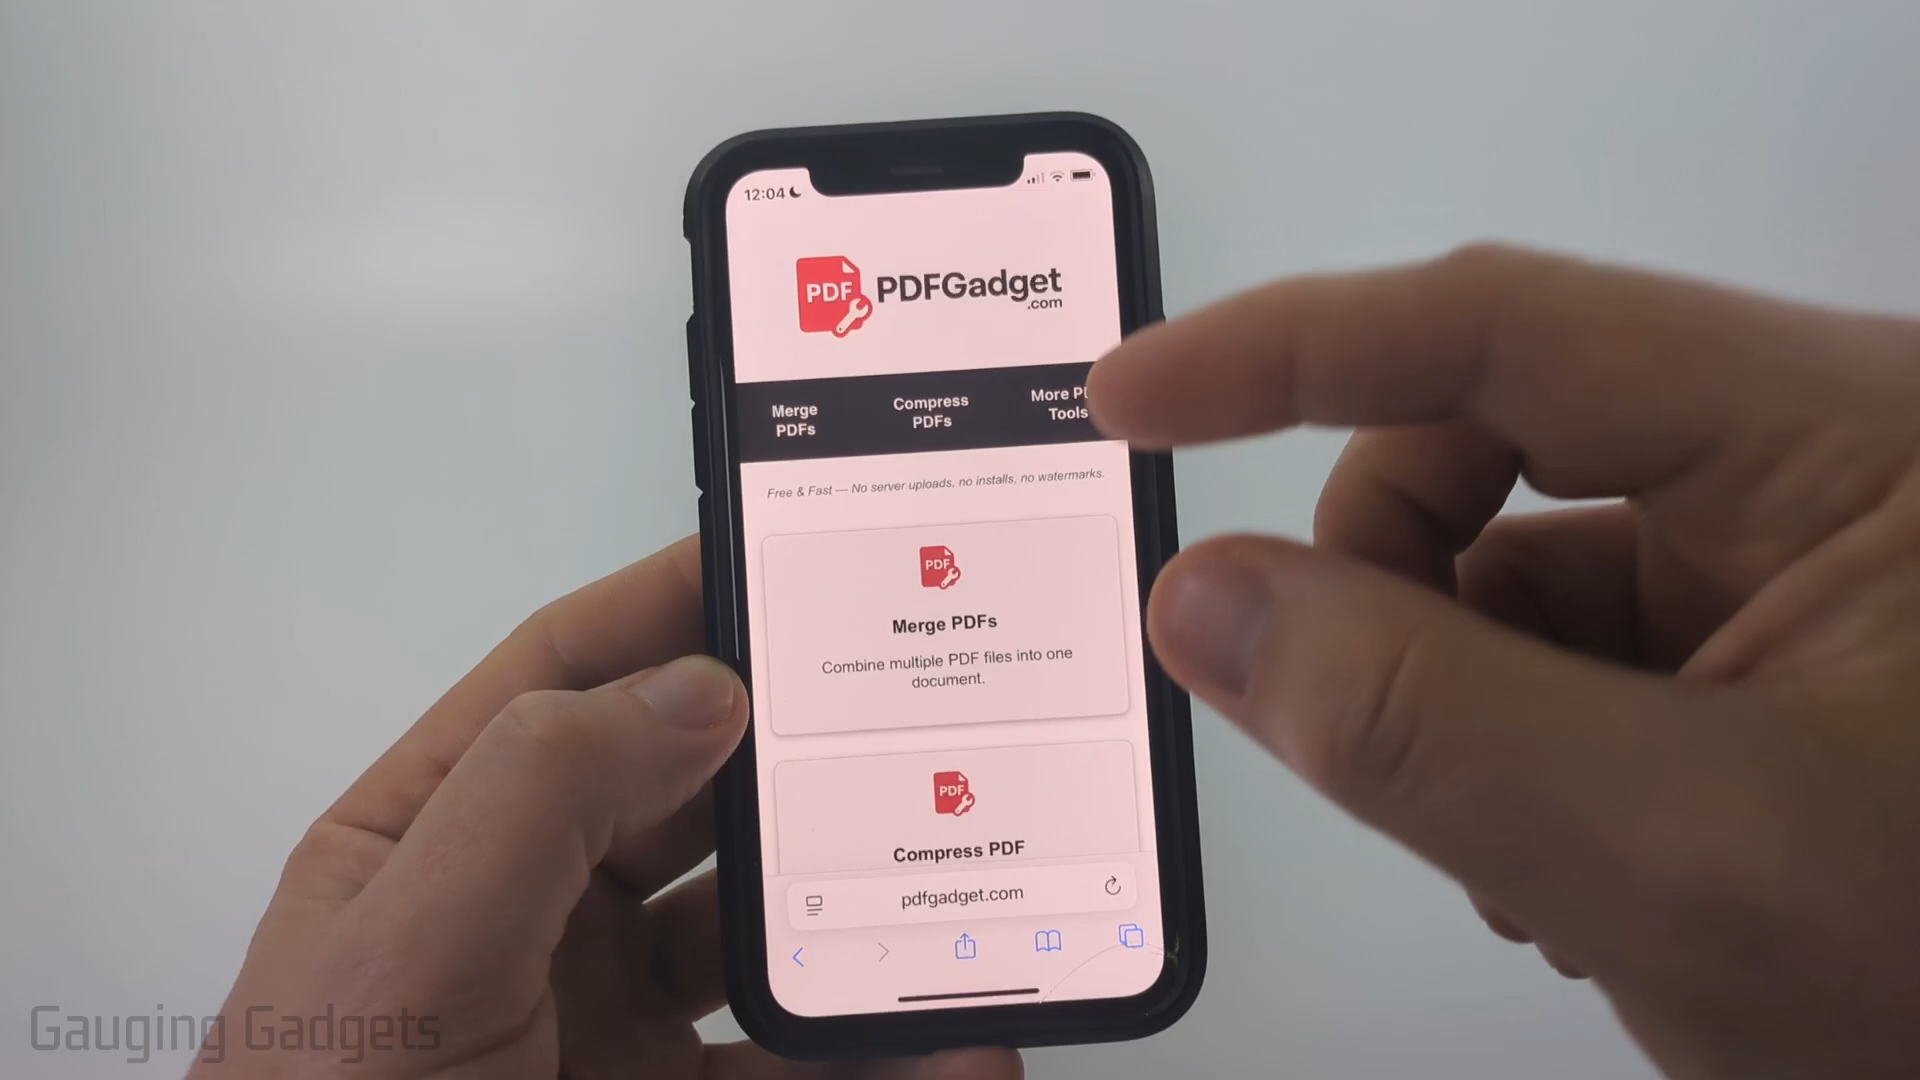 12:04
PDF
PDFGadget
.com
Merge
PDFs
Compress
PDFs
More
Tools
Free & Fast — No server uploads, no installs, no watermarks.
PDF
Merge PDFs
Combine multiple PDF files into one
document.
PDF
Compress PDF
pdfgadget.com
Gauging Gadgets